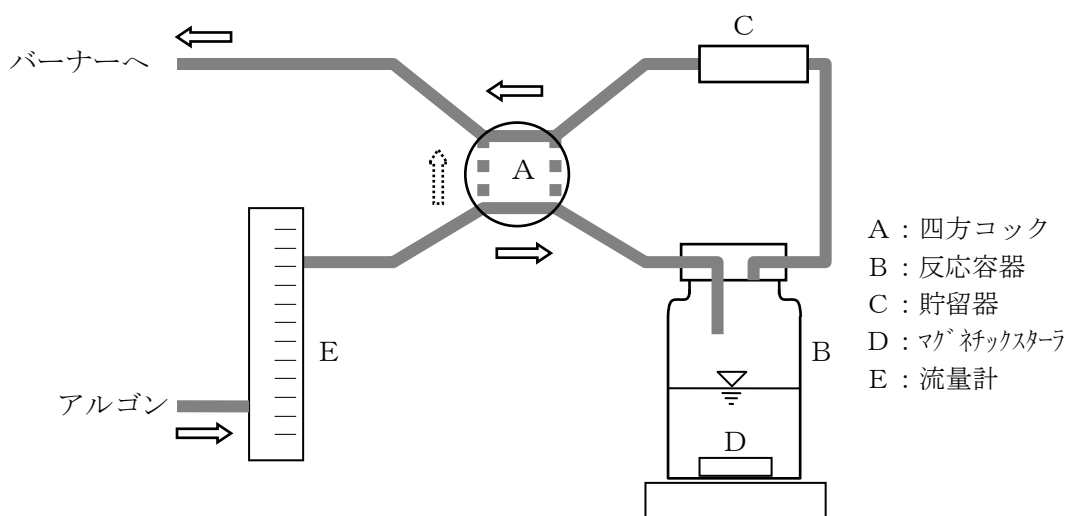 C
バーナーへ
A
A：四方コック
B：反応容器
C：貯留器
D：ﾏｸﾞﾈﾁｯｸｽﾀｰﾗ
E：流量計
E
B
アルゴン
D